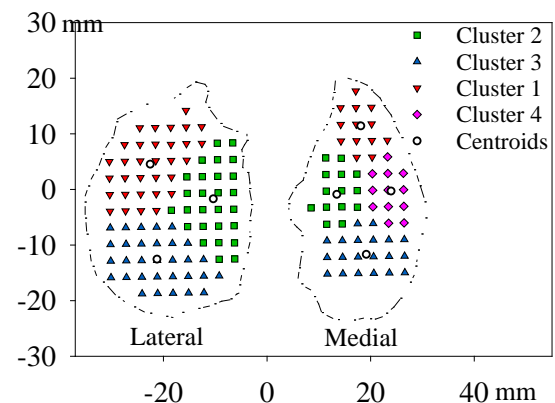 30 mm
20
10
0
-10
-20
-30
Cluster 2
Cluster 3
Cluster 1
Cluster 4
Centroids
Lateral Medial
-20 0 20 40 mm